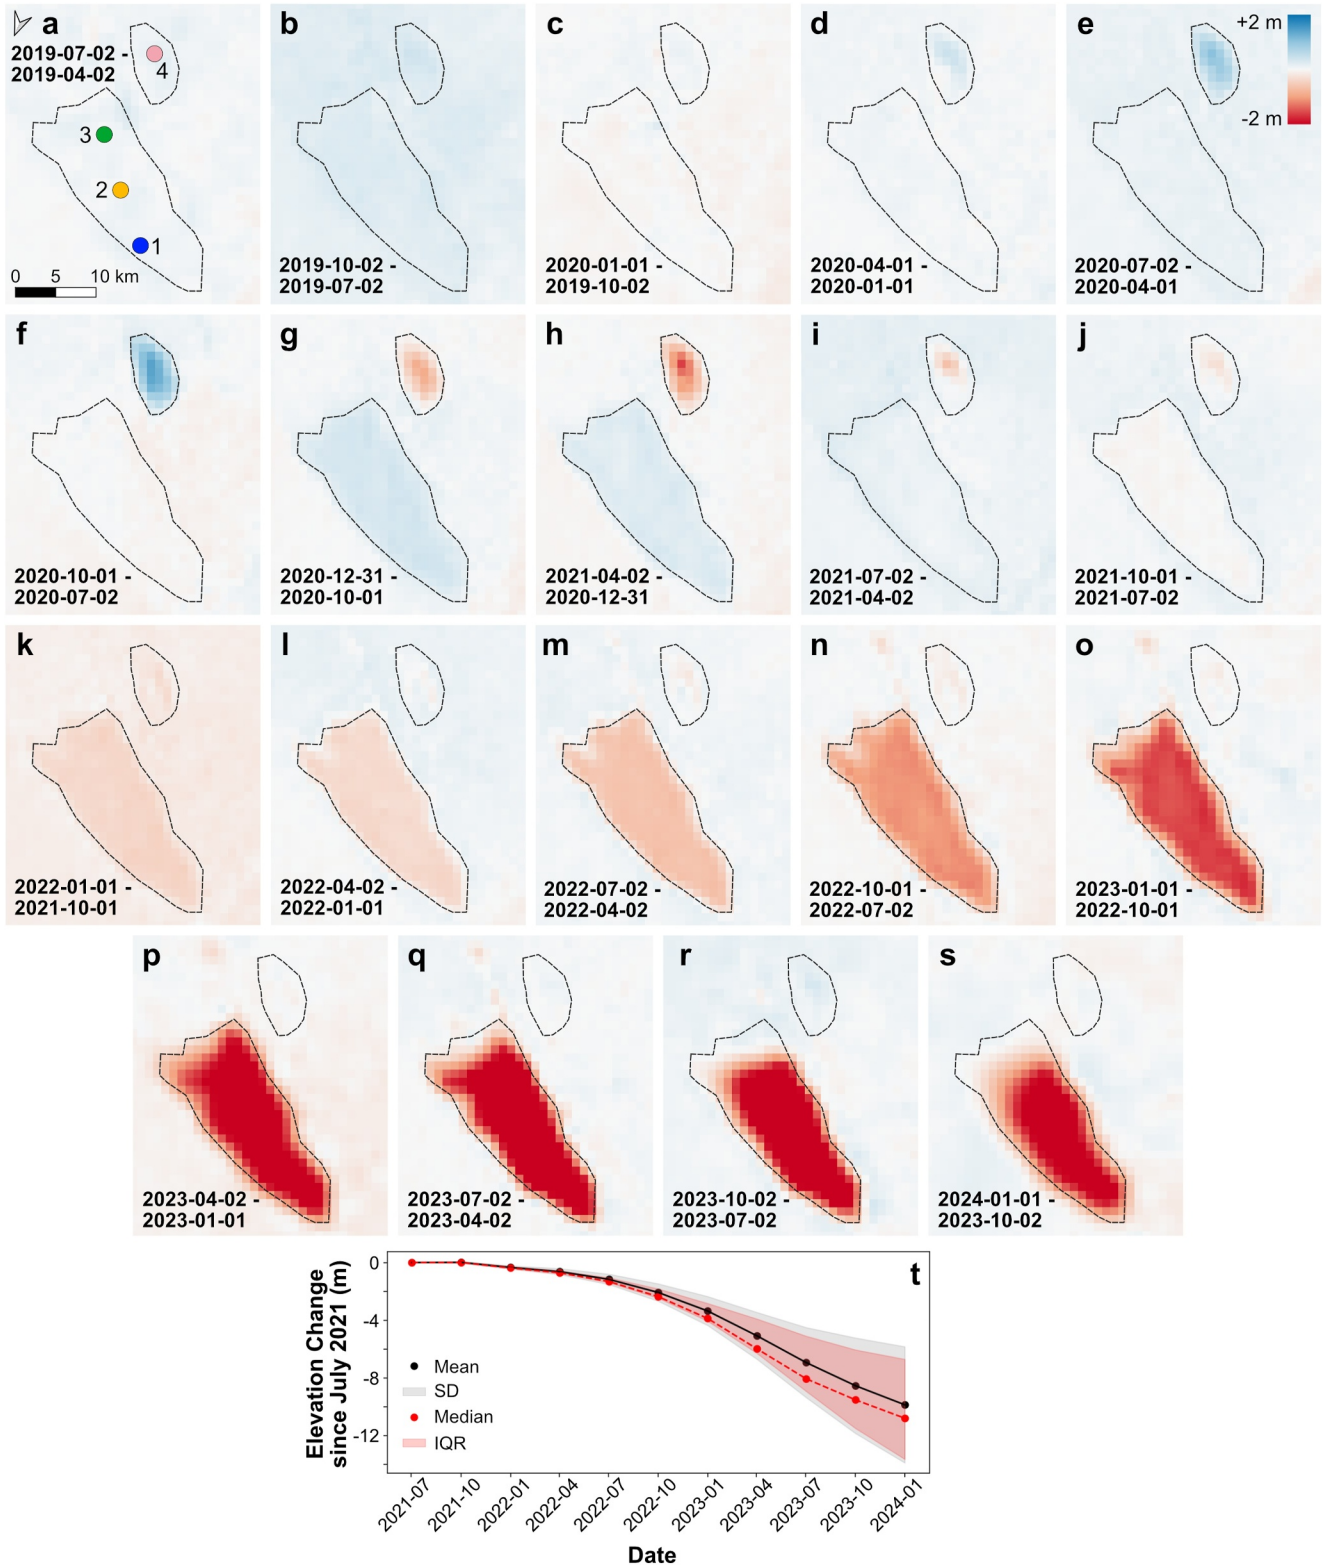 a
2019-07-02 -
2019-04-02
4
3
2
1
0 5 10 km
b
2019-10-02 -
2019-07-02
c
2020-01-01 -
2019-10-02
d
2020-04-01 -
2020-01-01
e
+2 m
-2 m
2020-07-02 -
2020-04-01
f
2020-10-01 -
2020-07-02
g
2020-12-31 -
2020-10-01
h
2021-04-02 -
2020-12-31
i
2021-07-02 -
2021-04-02
j
2021-10-01 -
2021-07-02
k
2022-01-01 -
2021-10-01
l
2022-04-02 -
2022-01-01
m
2022-07-02 -
2022-04-02
n
2022-10-01 -
2022-07-02
o
2023-01-01 -
2022-10-01
p
2023-04-02 -
2023-01-01
q
2023-07-02 -
2023-04-02
r
2023-10-02 -
2023-07-02
s
2024-01-01 -
2023-10-02
t
Elevation Change
since July 2021 (m)
0
-4
-8
-12
Mean
SD
Median
IQR
2021-07
2021-10
2022-01
2022-04
2022-07
2022-10
2023-01
2023-04
2023-07
2023-10
2024-01
Date